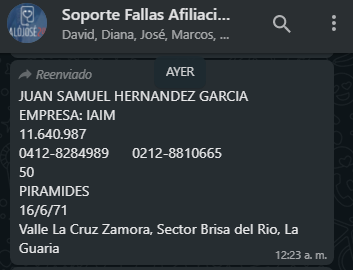 Soporte Fallas Afiliaci...
David, Diana, José, Marcos, ...
AYER
Reenviado
JUAN SAMUEL HERNANDEZ GARCIA
EMPRESA: IAIM
11.640.987
0412-8284989 0212-8810665
50
PIRAMIDES
16/6/71
Valle La Cruz Zamora, Sector Brisa del Rio, La
Guaria
12:23 a. m.